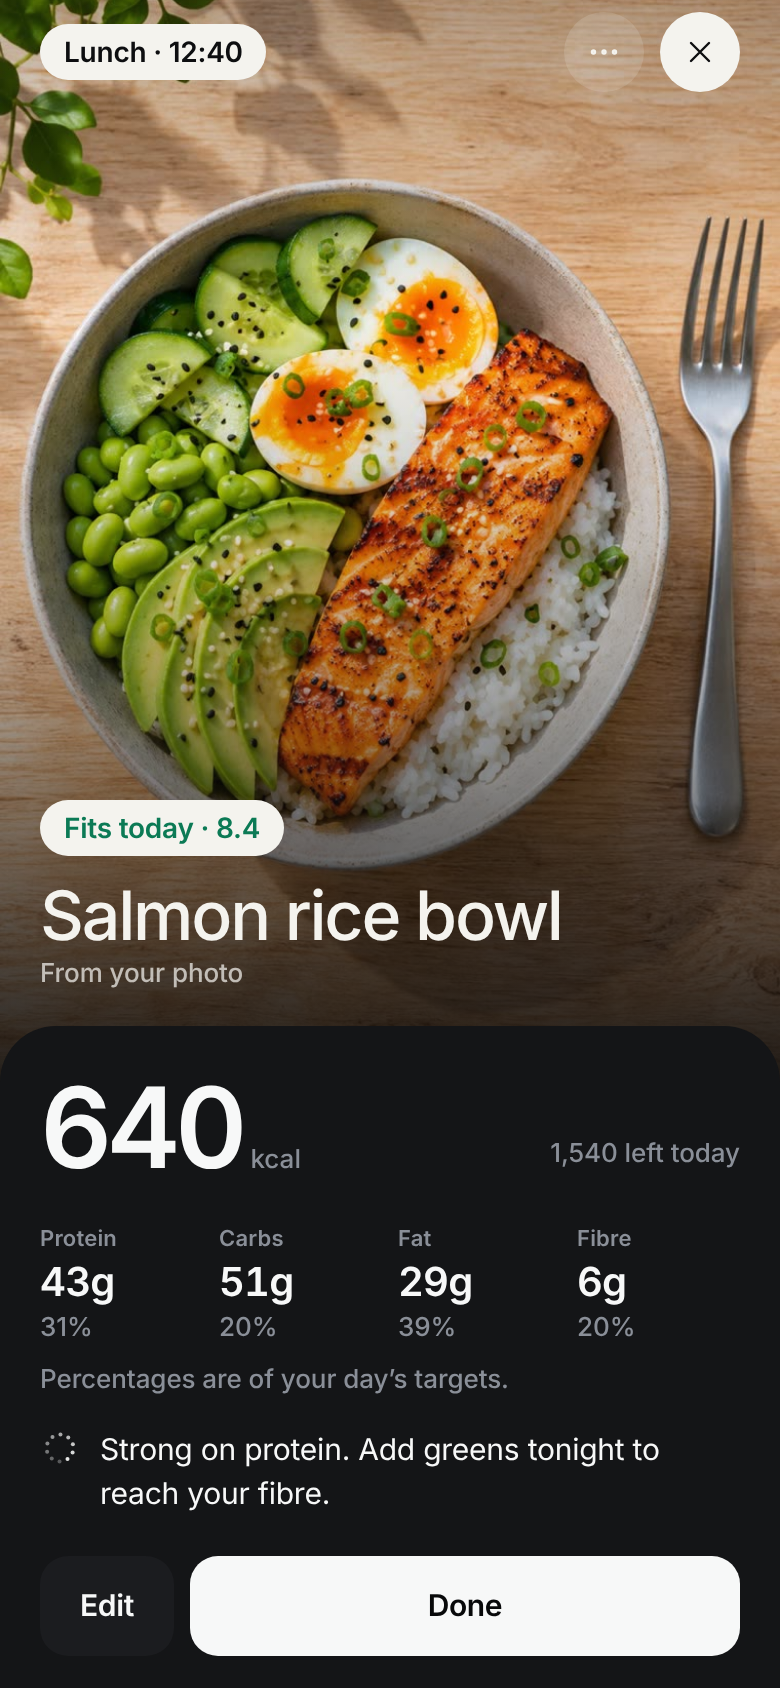 Lunch · 12:40
Fits today · 8.4
Salmon rice bowl
From your photo
640 kcal
1,540 left today
Protein
Carbs
Fat
Fibre
43g
51g
29g
6g
31%
20%
39%
20%
Percentages are of your day’s targets.
Strong on protein. Add greens tonight to
reach your fibre.
Edit
Done